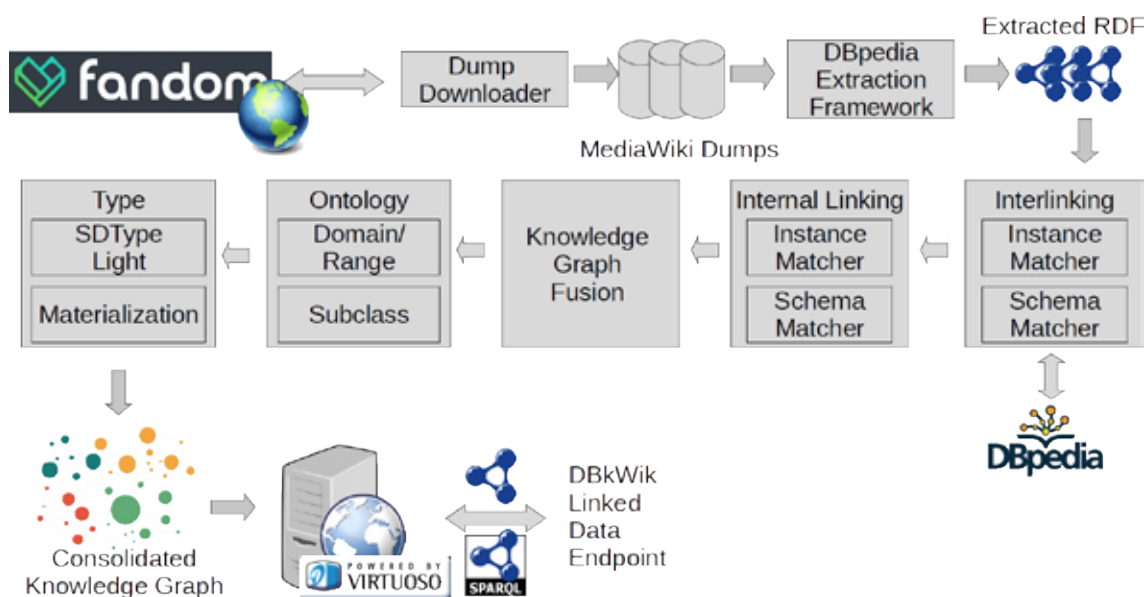 Extracted RDF
fandom
Dump
Downloader
DBpedia
Extraction
Framework
MediaWiki Dumps
Type
SDType
Light
Materialization
Ontology
Domain/
Range
Subclass
Knowledge
Graph
Fusion
Internal Linking
Instance
Matcher
Schema
Matcher
Interlinking
Instance
Matcher
Schema
Matcher
DBpedia
Consolidated
Knowledge Graph
POWERED BY
VIRTUOSO
SPARQL
DBkWik
Linked
Data
Endpoint